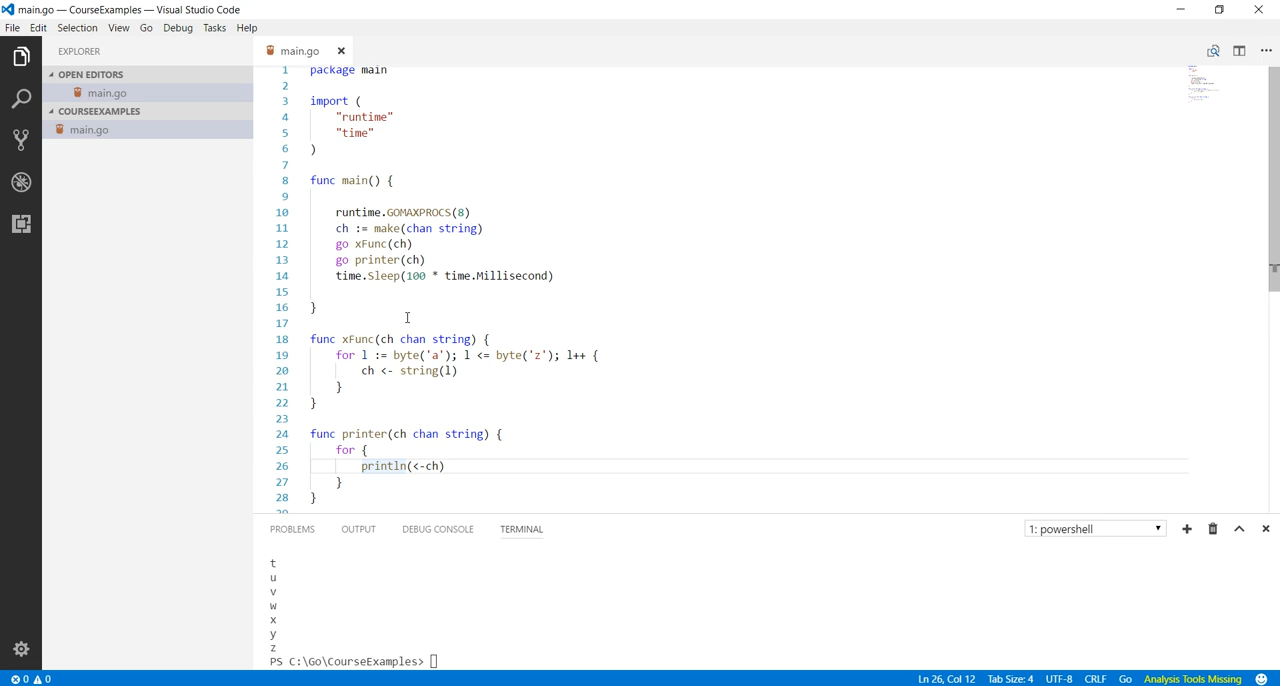 main.go — CourseExamples — Visual Studio Code
File Edit Selection View Go Debug Tasks Help
EXPLORER
OPEN EDITORS
main.go
COURSEEXAMPLES
main.go
main.go
1 package main
2
3 import (
4 "runtime"
5 "time"
6 )
7
8 func main() {
9
10 runtime.GOMAXPROCS(8)
11 ch := make(chan string)
12 go xFunc(ch)
13 go printer(ch)
14 time.Sleep(100 * time.Millisecond)
15
16 }
17
18 func xFunc(ch chan string) {
19 for l := byte('a'); l <= byte('z'); l++ {
20 ch <- string(l)
21 }
22 }
23
24 func printer(ch chan string) {
25 for {
26 println(<-ch)
27 }
28 }
29
PROBLEMS OUTPUT DEBUG CONSOLE TERMINAL
1: powershell
t
u
v
w
x
y
z
PS C:\Go\CourseExamples>
0 0 Ln 26, Col 12 Tab Size: 4 UTF-8 CRLF Go Analysis Tools Missing